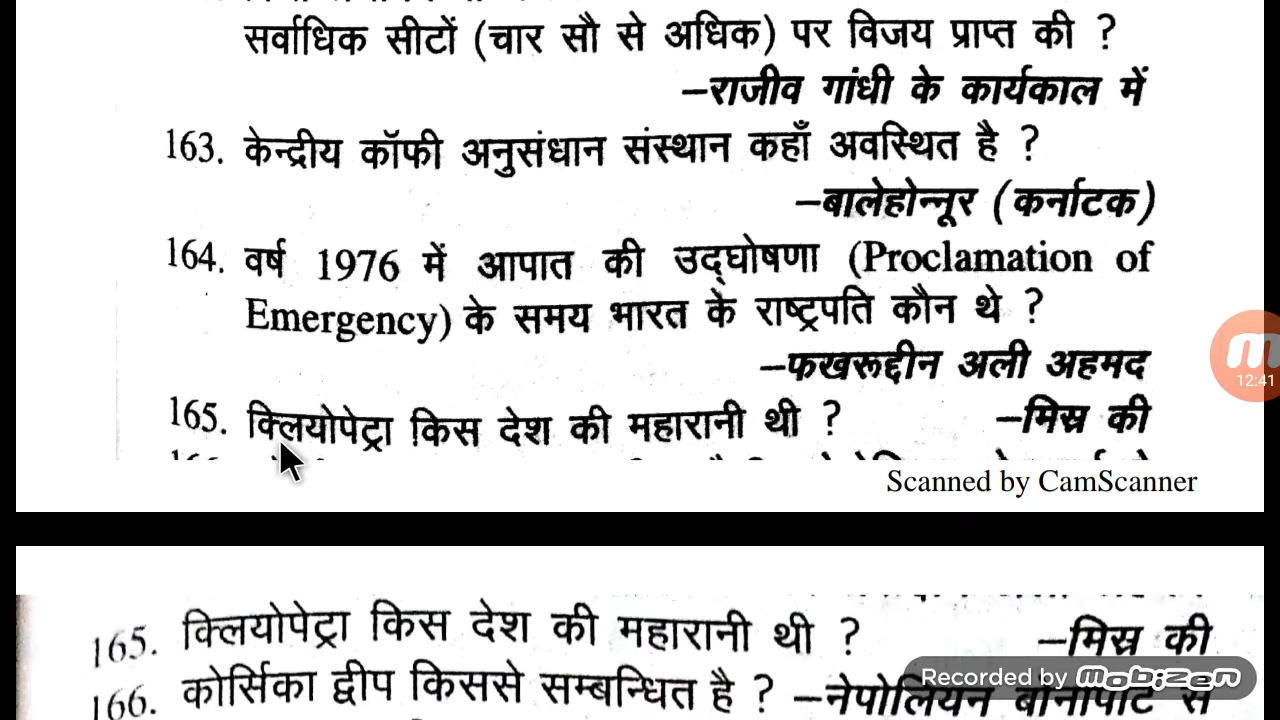 सर्वाधिक सीटों (चार सौ से अधिक) पर विजय प्राप्त की ?
–राजीव गांधी के कार्यकाल में
163. केन्द्रीय कॉफी अनुसंधान संस्थान कहाँ अवस्थित है ?
–बालेहोन्नूर (कर्नाटक)
164. वर्ष 1976 में आपात की उद्घोषणा (Proclamation of
Emergency) के समय भारत के राष्ट्रपति कौन थे ?
–फखरूद्दीन अली अहमद
165. क्लियोपेट्रा किस देश की महारानी थी ? –मिस्र की
12:41
Scanned by CamScanner
165. क्लियोपेट्रा किस देश की महारानी थी ? –मिस्र की
166. कोर्सिका द्वीप किससे सम्बन्धित है ? –नेपोलियन बोनापार्ट से
Recorded by mobizen